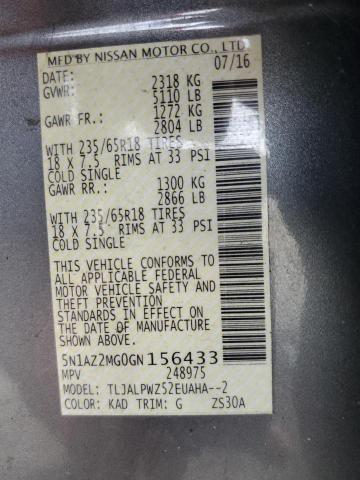 MFD BY NISSAN MOTOR CO., LTD
DATE: 07/16
GVWR: 2318 KG
5110 LB
GAWR FR.: 1272 KG
2804 LB
WITH 235/65R18 TIRES
18 X 7.5 RIMS AT 33 PSI
COLD SINGLE
GAWR RR.: 1300 KG
2866 LB
WITH 235/65R18 TIRES
18 X 7.5 RIMS AT 33 PSI
COLD SINGLE
THIS VEHICLE CONFORMS TO
ALL APPLICABLE FEDERAL
MOTOR VEHICLE SAFETY AND
THEFT PREVENTION
STANDARDS IN EFFECT ON
THE DATE OF MANUFACTURE
SHOWN ABOVE.
5N1AZ2MG0GN156433
MPV 248975
MODEL: TLJALPWZ52EUAHA--2
COLOR: KAD TRIM: G ZS30A